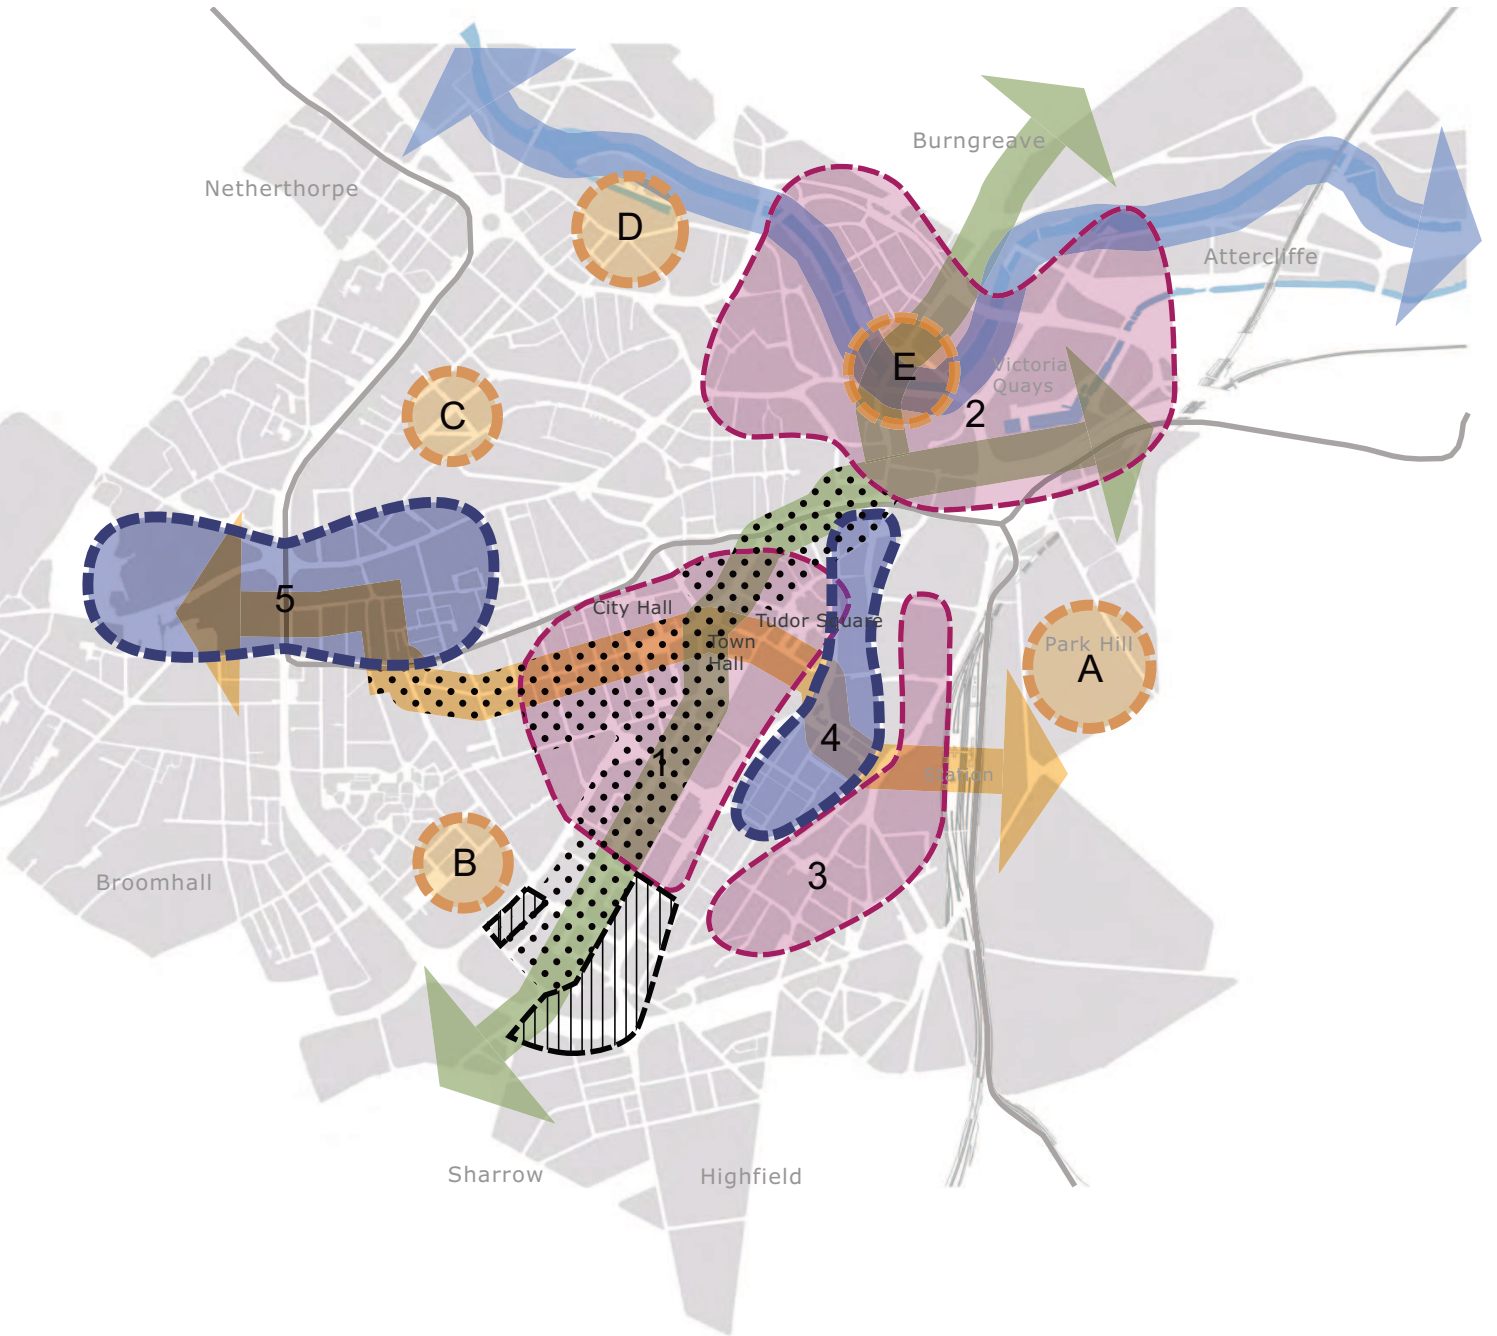 Burngreave
Netherthorpe
D
Attercliffe
E
Victoria
Quays
2
C
5
City Hall
Tudor Square
Town
Hall
Park Hill
A
4
1
Station
B
3
Broomhall
Sharrow
Highfield